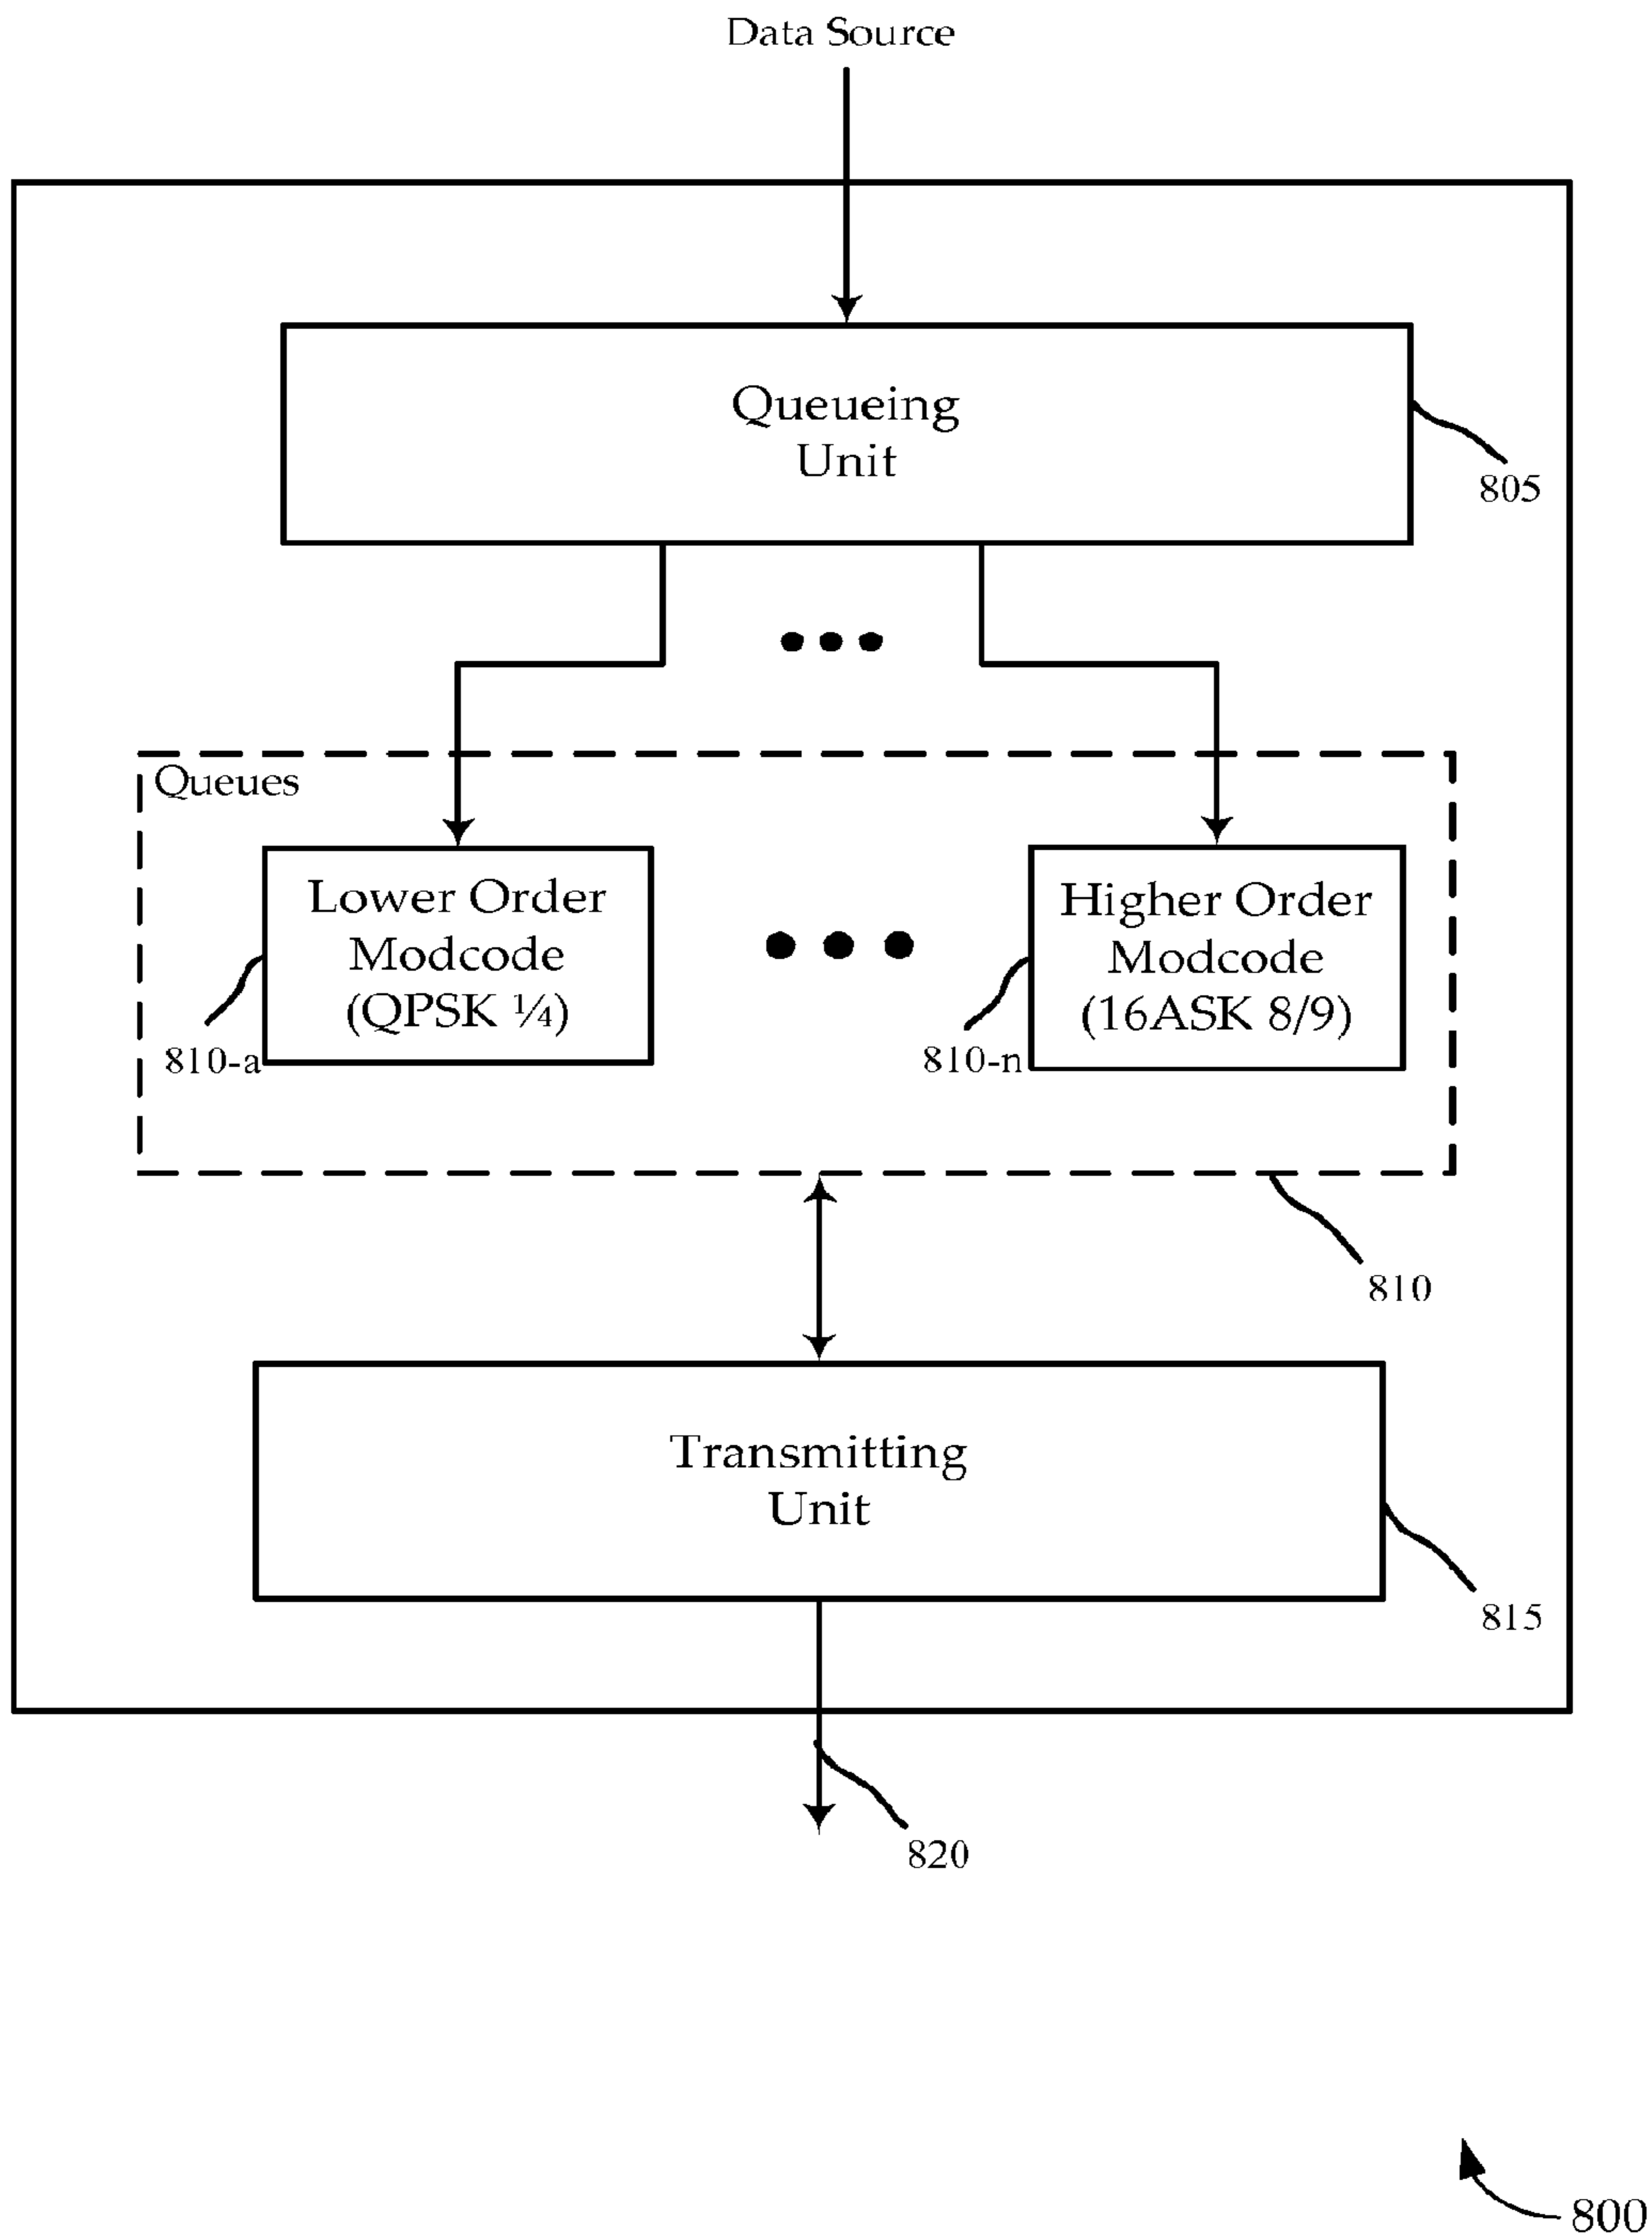 Data Source
Queueing
Unit
805
Queues
Lower Order
Modcode
(QPSK ¼)
810-a
Higher Order
Modcode
(16ASK 8/9)
810-n
810
Transmitting
Unit
815
820
800